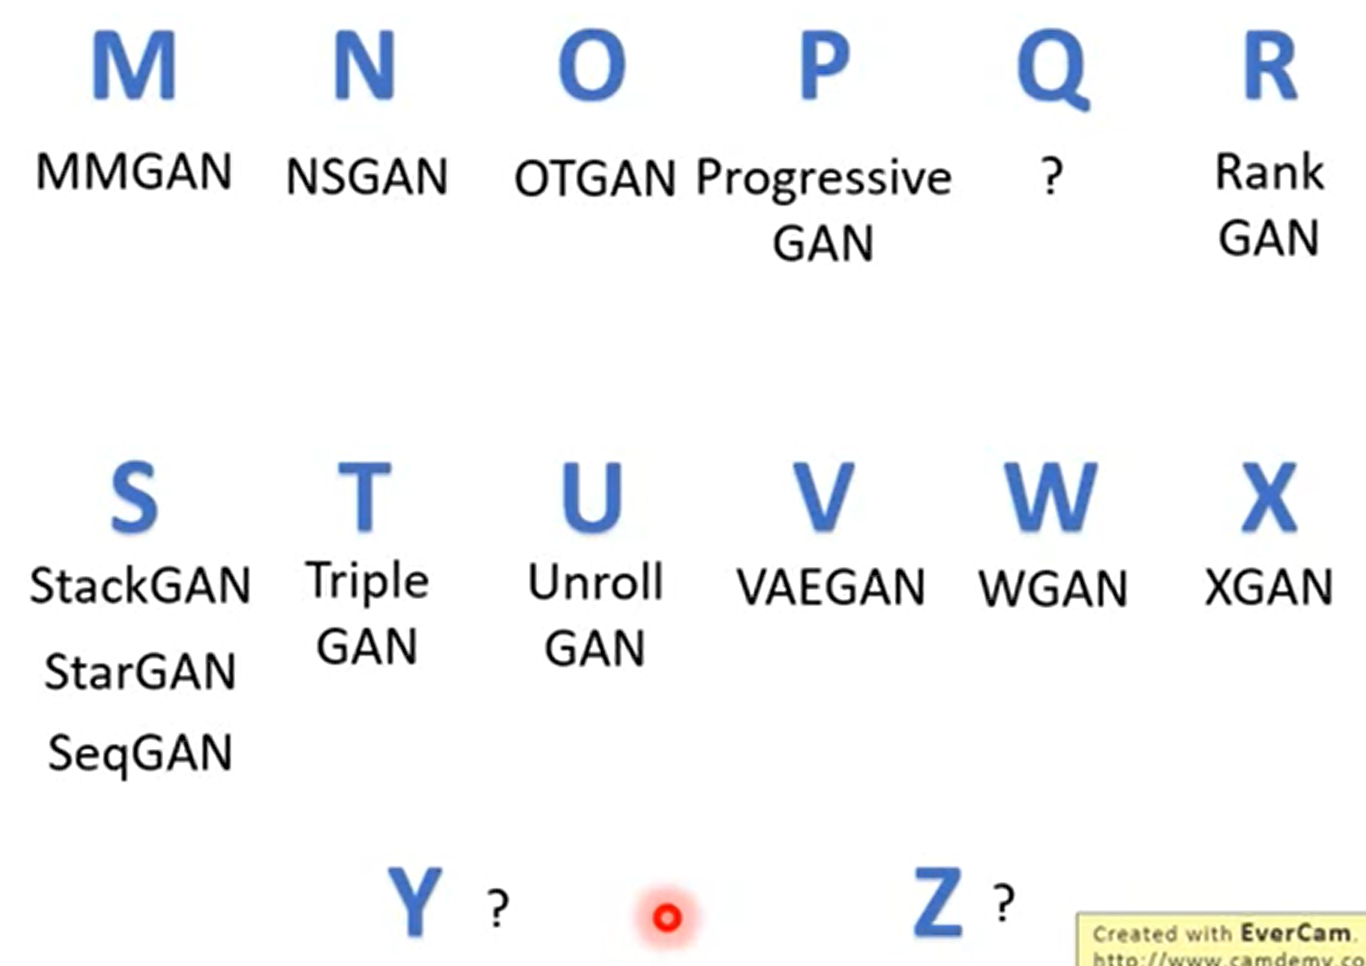 M N O P Q R
MMGAN NSGAN OTGAN Progressive GAN ? Rank GAN
S T U V W X
StackGAN Triple GAN Unroll GAN VAEGAN WGAN XGAN
StarGAN
SeqGAN
Y ? Z ?
Created with EverCam.
http://www.camdemy.co